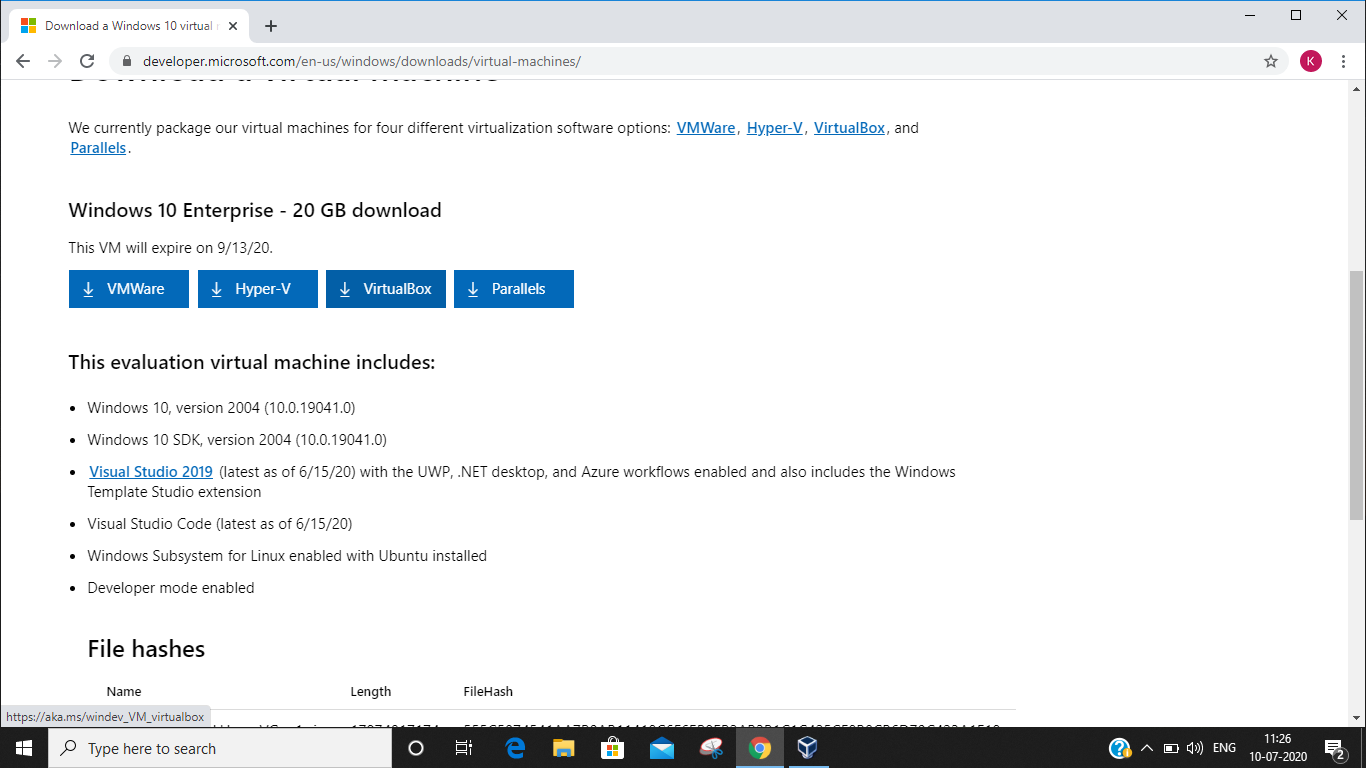 Download a Windows 10 virtual
developer.microsoft.com/en-us/windows/downloads/virtual-machines/
K
Download a virtual machine
We currently package our virtual machines for four different virtualization software options: VMWare, Hyper-V, VirtualBox, and
Parallels.
Windows 10 Enterprise - 20 GB download
This VM will expire on 9/13/20.
VMWare Hyper-V VirtualBox Parallels
This evaluation virtual machine includes:
• Windows 10, version 2004 (10.0.19041.0)
• Windows 10 SDK, version 2004 (10.0.19041.0)
• Visual Studio 2019 (latest as of 6/15/20) with the UWP, .NET desktop, and Azure workflows enabled and also includes the Windows
Template Studio extension
• Visual Studio Code (latest as of 6/15/20)
• Windows Subsystem for Linux enabled with Ubuntu installed
• Developer mode enabled
File hashes
Name Length FileHash
https://aka.ms/windev_VM_virtualbox
Type here to search
ENG
11:26
10-07-2020
2